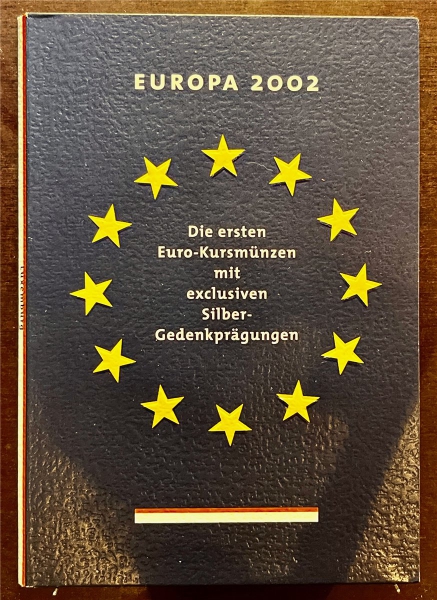 EUROPA 2002
Die ersten
Euro-Kursmünzen
mit
exclusiven
Silber-
Gedenkprägungen